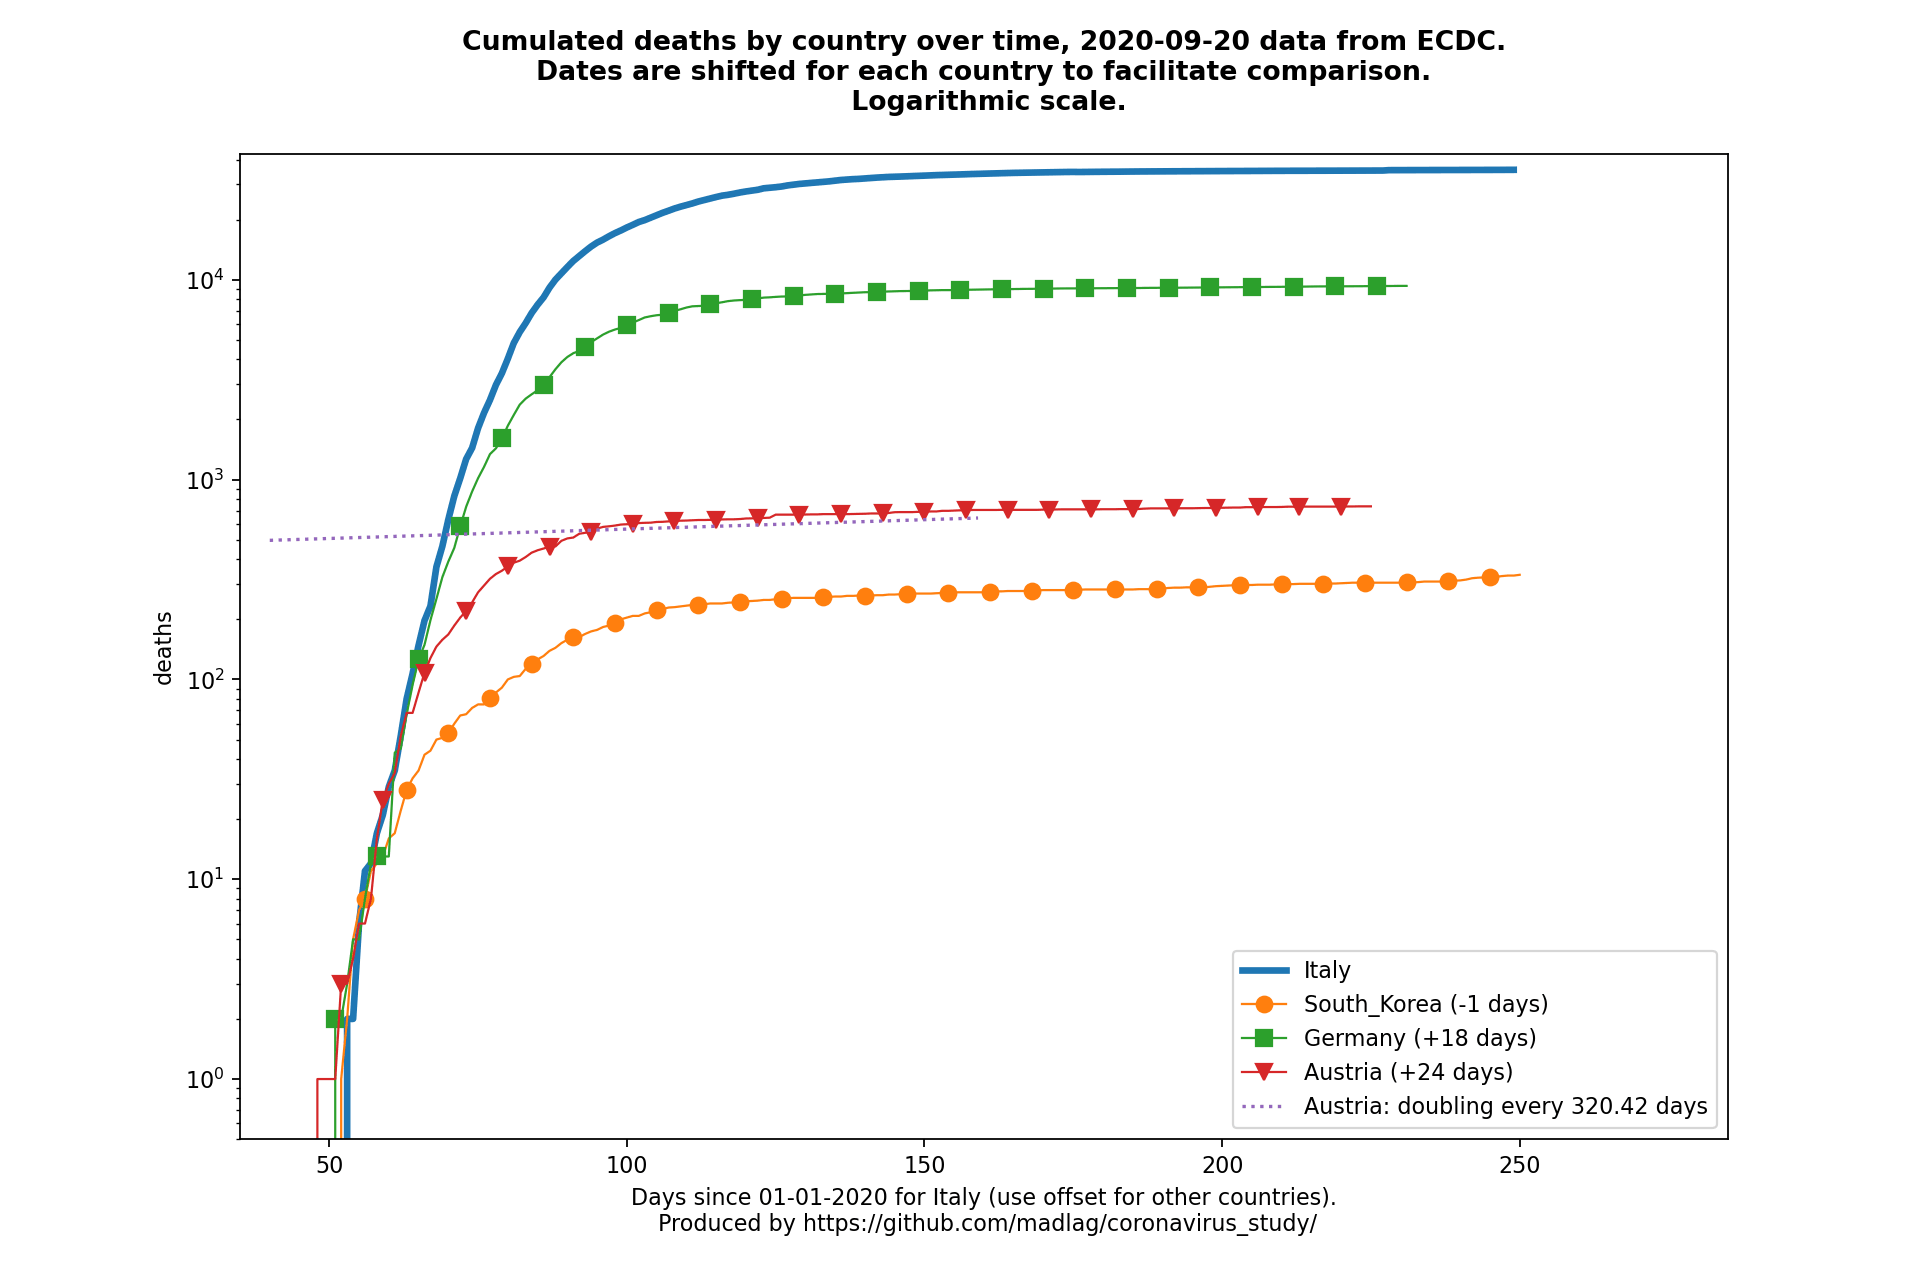 Cumulated deaths by country over time, 2020-09-20 data from ECDC.
Dates are shifted for each country to facilitate comparison.
Logarithmic scale.
deaths
10⁴
10³
10²
10¹
10⁰
50
100
150
200
250
Italy
South_Korea (-1 days)
Germany (+18 days)
Austria (+24 days)
Austria: doubling every 320.42 days
Days since 01-01-2020 for Italy (use offset for other countries).
Produced by https://github.com/madlag/coronavirus_study/